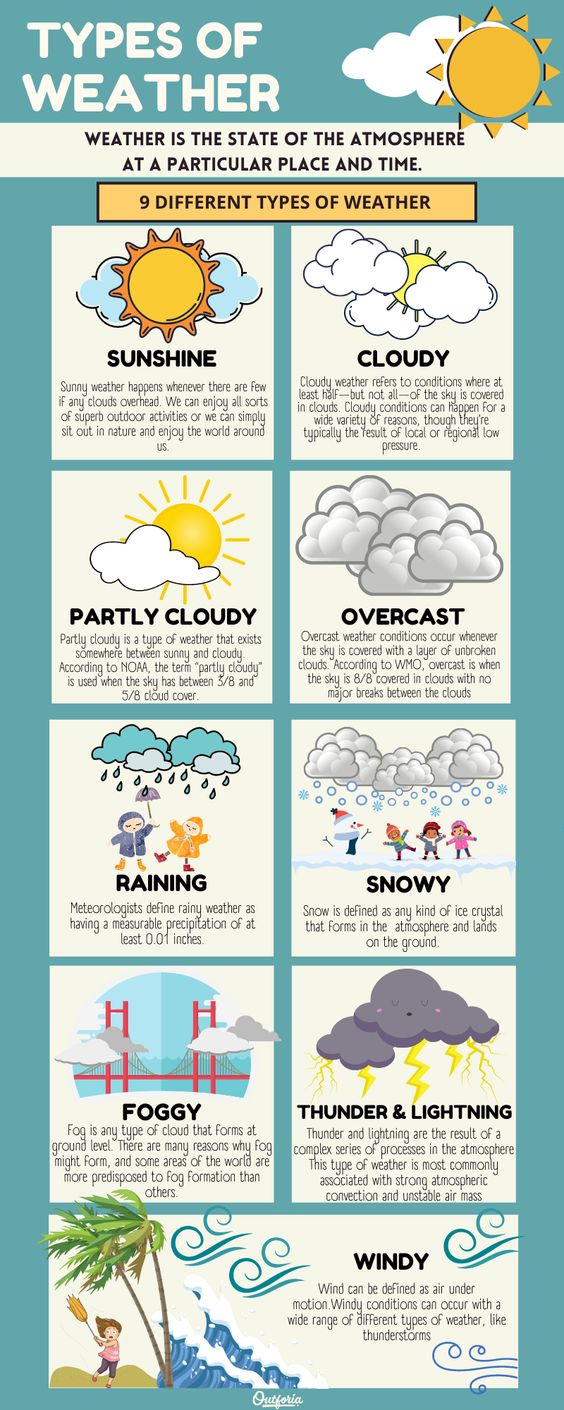 TYPES OF
WEATHER
WEATHER IS THE STATE OF THE ATMOSPHERE
AT A PARTICULAR PLACE AND TIME.
9 DIFFERENT TYPES OF WEATHER
SUNSHINE
Sunny weather happens whenever there are few
if any clouds overhead. We can enjoy all sorts
of superb outdoor activities or we can simply
sit out in nature and enjoy the world around
us.
CLOUDY
Cloudy weather refers to conditions where at
least half—but not all—of the sky is covered
in clouds. Cloudy conditions can happen for a
wide variety of reasons, though they're
typically the result of local or regional low
pressure.
PARTLY CLOUDY
Partly cloudy is a type of weather that exists
somewhere between sunny and cloudy.
According to NOAA, the term "partly cloudy"
is used when the sky has between 3/8 and
5/8 cloud cover.
OVERCAST
Overcast weather conditions occur whenever
the sky is covered with a layer of unbroken
clouds. According to WMO, overcast is when
the sky is 8/8 covered in clouds with no
major breaks between the clouds
RAINING
Meteorologists define rainy weather as
having a measurable precipitation of at
least 0.01 inches.
SNOWY
Snow is defined as any kind of ice crystal
that forms in the atmosphere and lands
on the ground.
FOGGY
Fog is any type of cloud that forms at
ground level. There are many reasons why fog
might form, and some areas of the world are
more predisposed to fog formation than
others.
THUNDER & LIGHTNING
Thunder and lightning are the result of a
complex series of processes in the atmosphere
This type of weather is most commonly
associated with strong atmospheric
convection and unstable air mass
WINDY
Wind can be defined as air under
motion.Windy conditions can occur with a
wide range of different types of weather, like
thunderstorms
Outforia